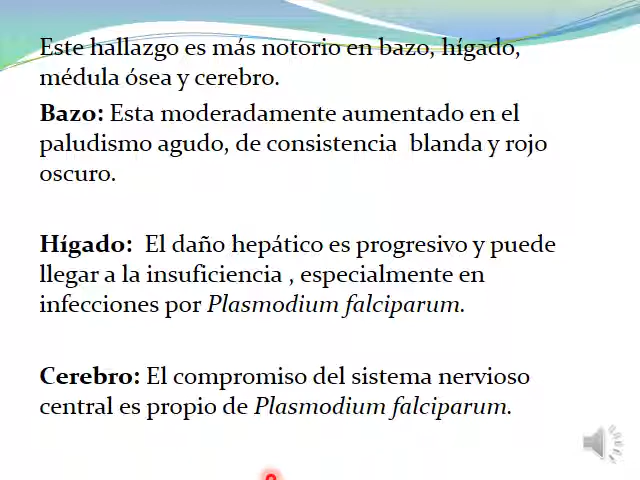 Este hallazgo es más notorio en bazo, hígado,
médula ósea y cerebro.
Bazo: Esta moderadamente aumentado en el
paludismo agudo, de consistencia  blanda y rojo
oscuro.
Hígado:  El daño hepático es progresivo y puede
llegar a la insuficiencia , especialmente en
infecciones por Plasmodium falciparum.
Cerebro: El compromiso del sistema nervioso
central es propio de Plasmodium falciparum.